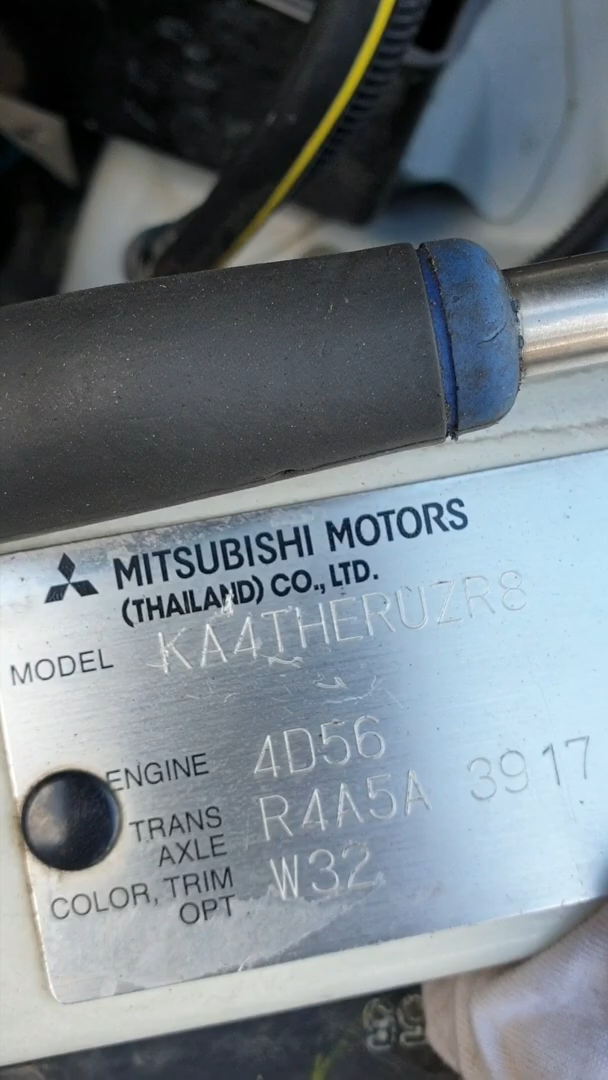 MITSUBISHI MOTORS
(THAILAND) CO., LTD.
MODEL KA4THERUZR8
ENGINE 4D56
TRANS AXLE R4A5A 3917
COLOR, TRIM OPT W32